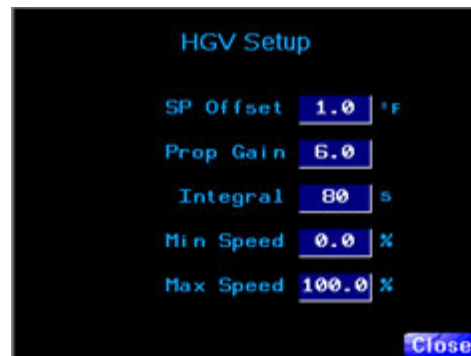 HGV Setup
SP Offset 1.0 °F
Prop Gain 6.0
Integral 80 s
Min Speed 0.0 %
Max Speed 100.0 %
Close